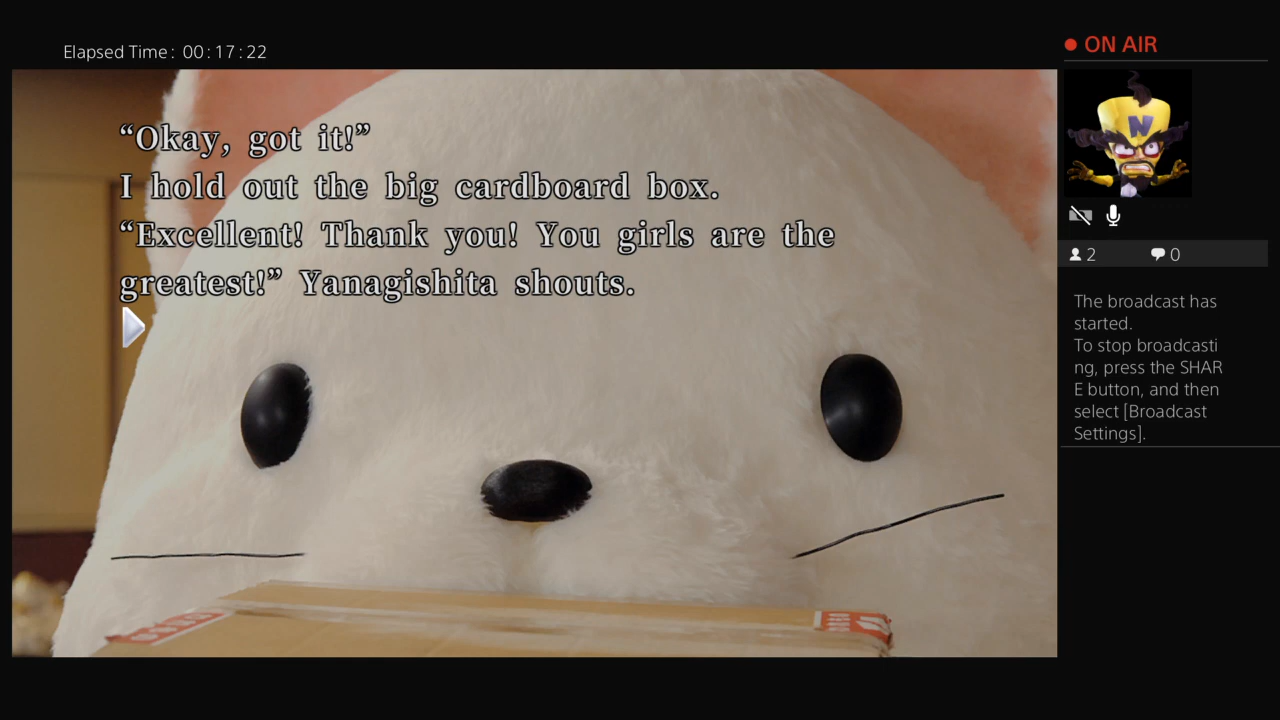 Elapsed Time: 00:17:22
ON AIR
“Okay, got it!”
I hold out the big cardboard box.
“Excellent! Thank you! You girls are the
greatest!” Yanagishita shouts.
N
2
0
The broadcast has
started.
To stop broadcasti
ng, press the SHAR
E button, and then
select [Broadcast
Settings].